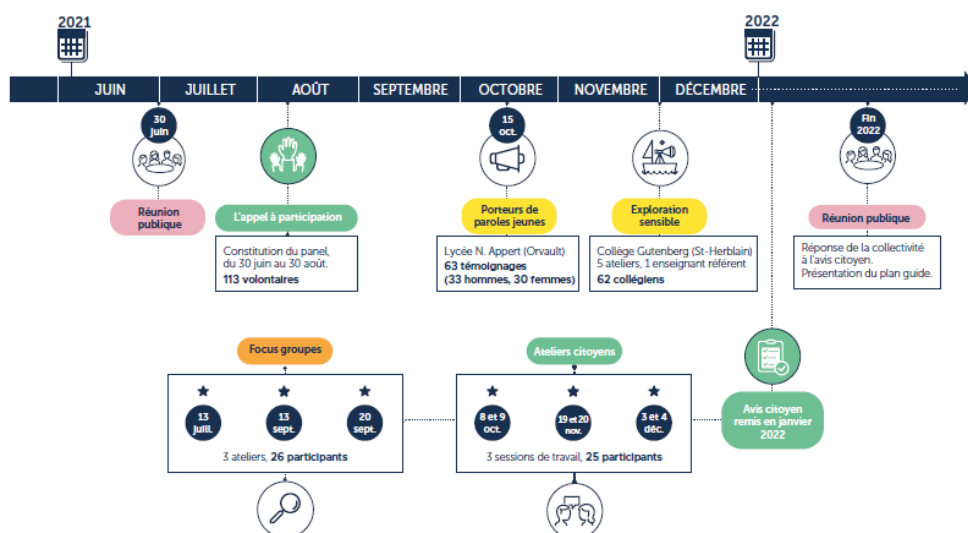 2021
2022
JUIN
JUILLET
AOÛT
SEPTEMBRE
OCTOBRE
NOVEMBRE
DÉCEMBRE
30
juin
Réunion
publique
L'appel à participation
Constitution du panel,
du 30 juin au 30 août.
113 volontaires
15
oct.
Porteurs de
paroles jeunes
Lycée N. Appert (Orvault)
63 témoignages
(33 hommes, 30 femmes)
Exploration
sensible
Collège Gutenberg (St-Herblain)
5 ateliers, 1 enseignant référent
62 collégiens
Fin
2022
Réunion publique
Réponse de la collectivité
à l'avis citoyen.
Présentation du plan guide.
Focus groupes
13
juill.
13
sept.
20
sept.
3 ateliers, 26 participants
Ateliers citoyens
8 et 9
oct.
19 et 20
nov.
3 et 4
déc.
3 sessions de travail, 25 participants
Avis citoyen
remis en janvier
2022